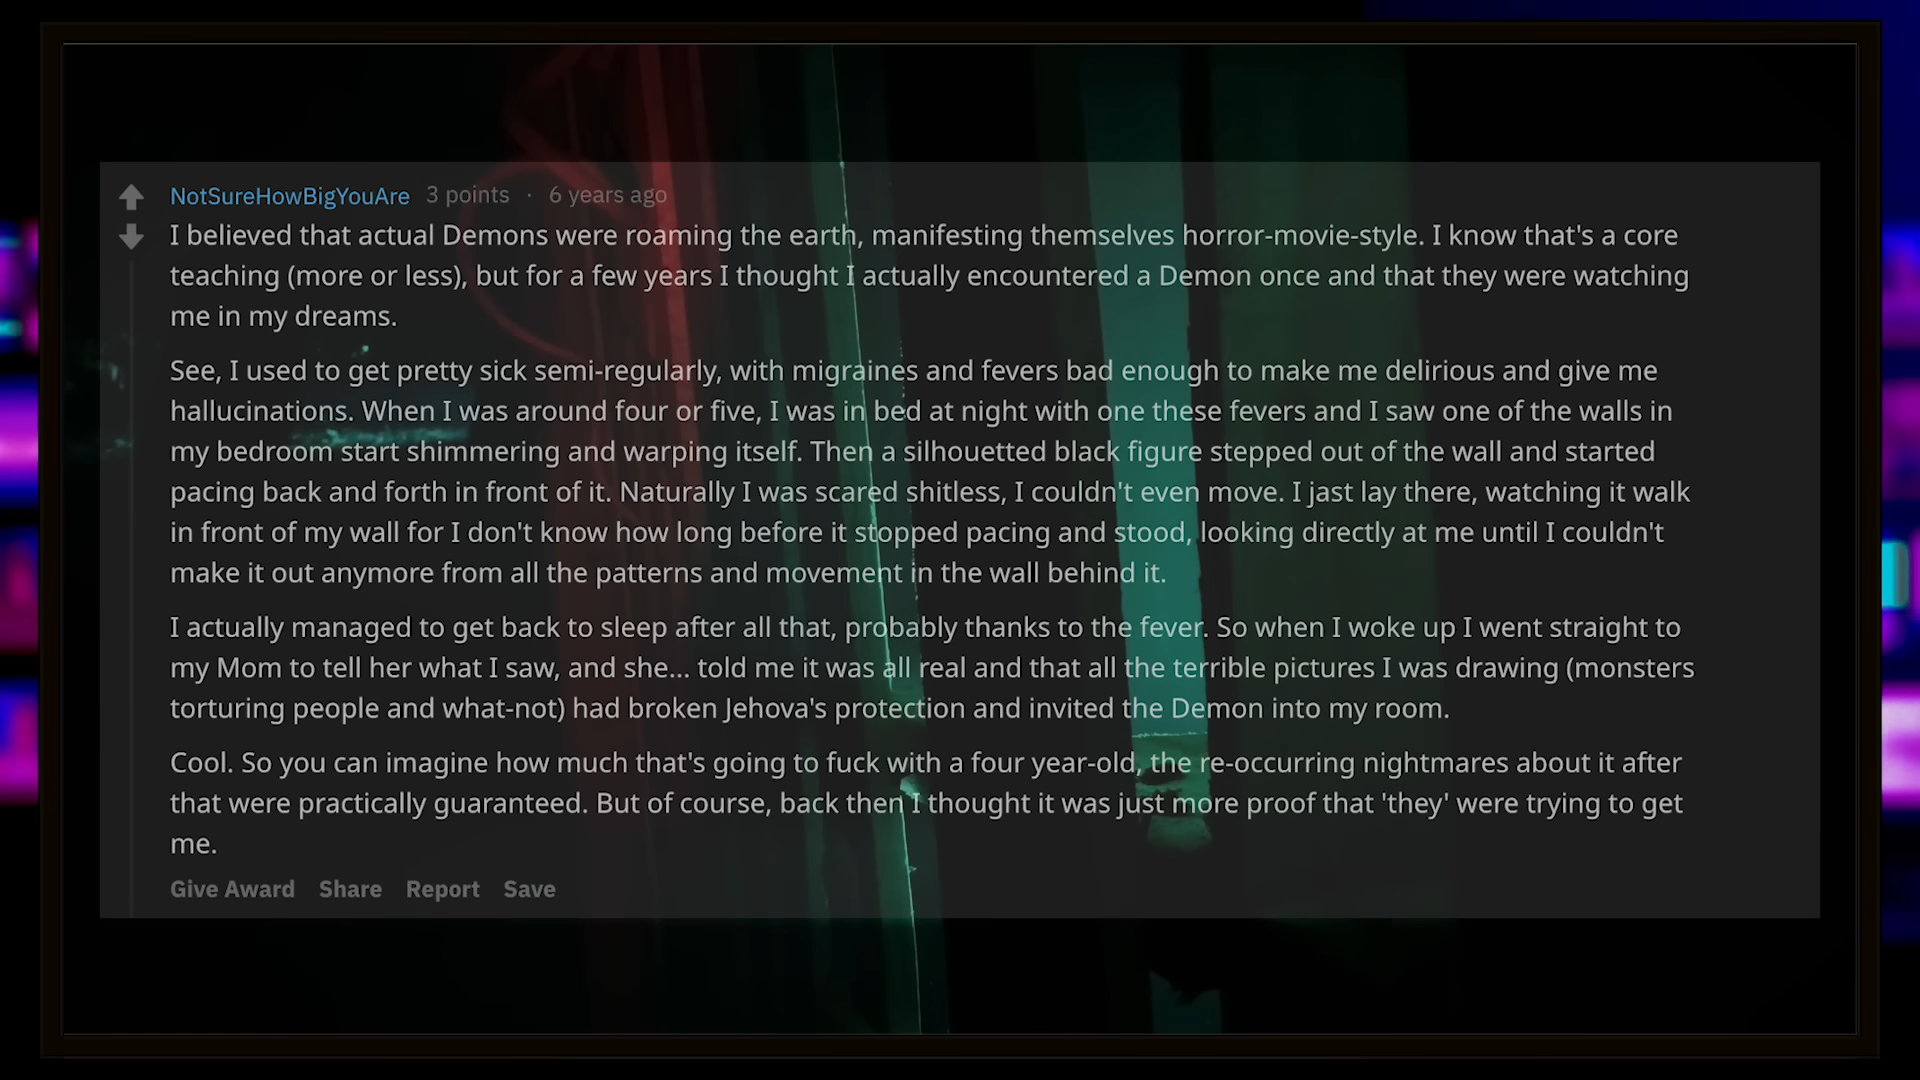 NotSureHowBigYouAre 3 points · 6 years ago
I believed that actual Demons were roaming the earth, manifesting themselves horror-movie-style. I know that's a core
teaching (more or less), but for a few years I thought I actually encountered a Demon once and that they were watching
me in my dreams.
See, I used to get pretty sick semi-regularly, with migraines and fevers bad enough to make me delirious and give me
hallucinations. When I was around four or five, I was in bed at night with one these fevers and I saw one of the walls in
my bedroom start shimmering and warping itself. Then a silhouetted black figure stepped out of the wall and started
pacing back and forth in front of it. Naturally I was scared shitless, I couldn't even move. I jast lay there, watching it walk
in front of my wall for I don't know how long before it stopped pacing and stood, looking directly at me until I couldn't
make it out anymore from all the patterns and movement in the wall behind it.
I actually managed to get back to sleep after all that, probably thanks to the fever. So when I woke up I went straight to
my Mom to tell her what I saw, and she... told me it was all real and that all the terrible pictures I was drawing (monsters
torturing people and what-not) had broken Jehova's protection and invited the Demon into my room.
Cool. So you can imagine how much that's going to fuck with a four year-old, the re-occurring nightmares about it after
that were practically guaranteed. But of course, back then I thought it was just more proof that 'they' were trying to get
me.
Give Award Share Report Save